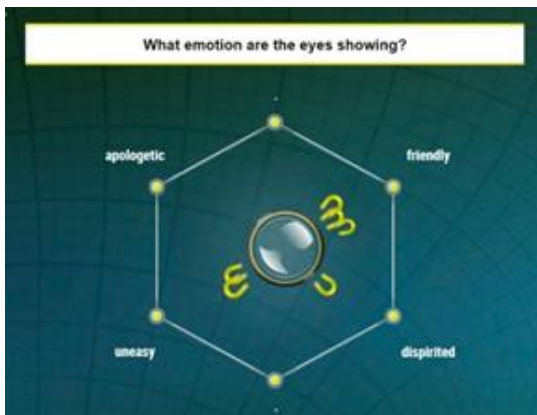 What emotion are the eyes showing?
apologetic
friendly
uneasy
dispirited